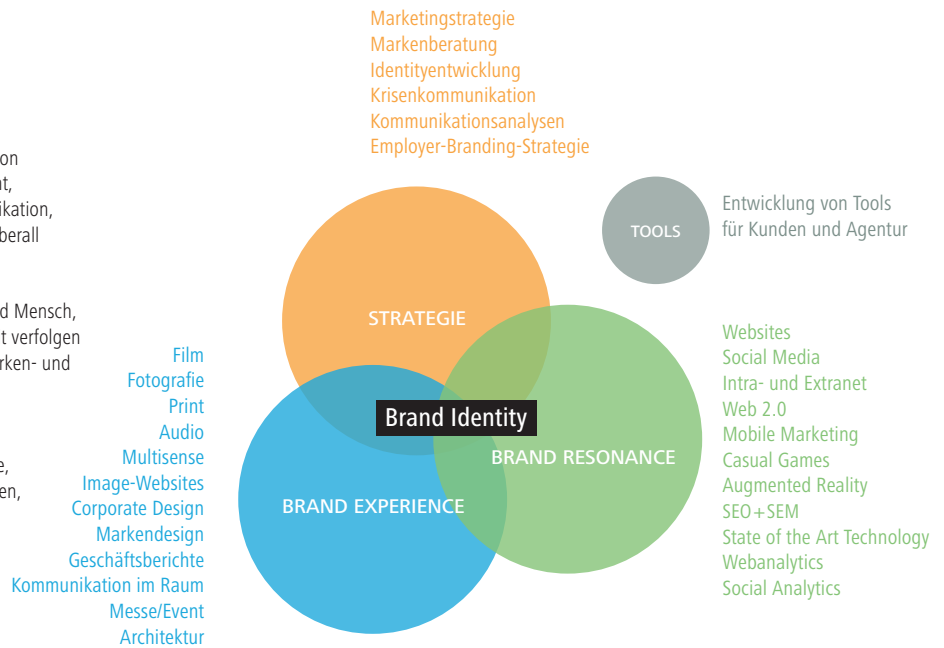 Marketingstrategie
Markenberatung
Identityentwicklung
Krisenkommunikation
Kommunikationsanalysen
Employer-Branding-Strategie
TOOLS
Entwicklung von Tools
für Kunden und Agentur
STRATEGIE
Brand Identity
BRAND RESONANCE
BRAND EXPERIENCE
Websites
Social Media
Intra- und Extranet
Web 2.0
Mobile Marketing
Casual Games
Augmented Reality
SEO+SEM
State of the Art Technology
Webanalytics
Social Analytics
Film
Fotografie
Print
Audio
Multisense
Image-Websites
Corporate Design
Markendesign
Geschäftsberichte
Kommunikation im Raum
Messe/Event
Architektur
Mensch,
verfolgen
und